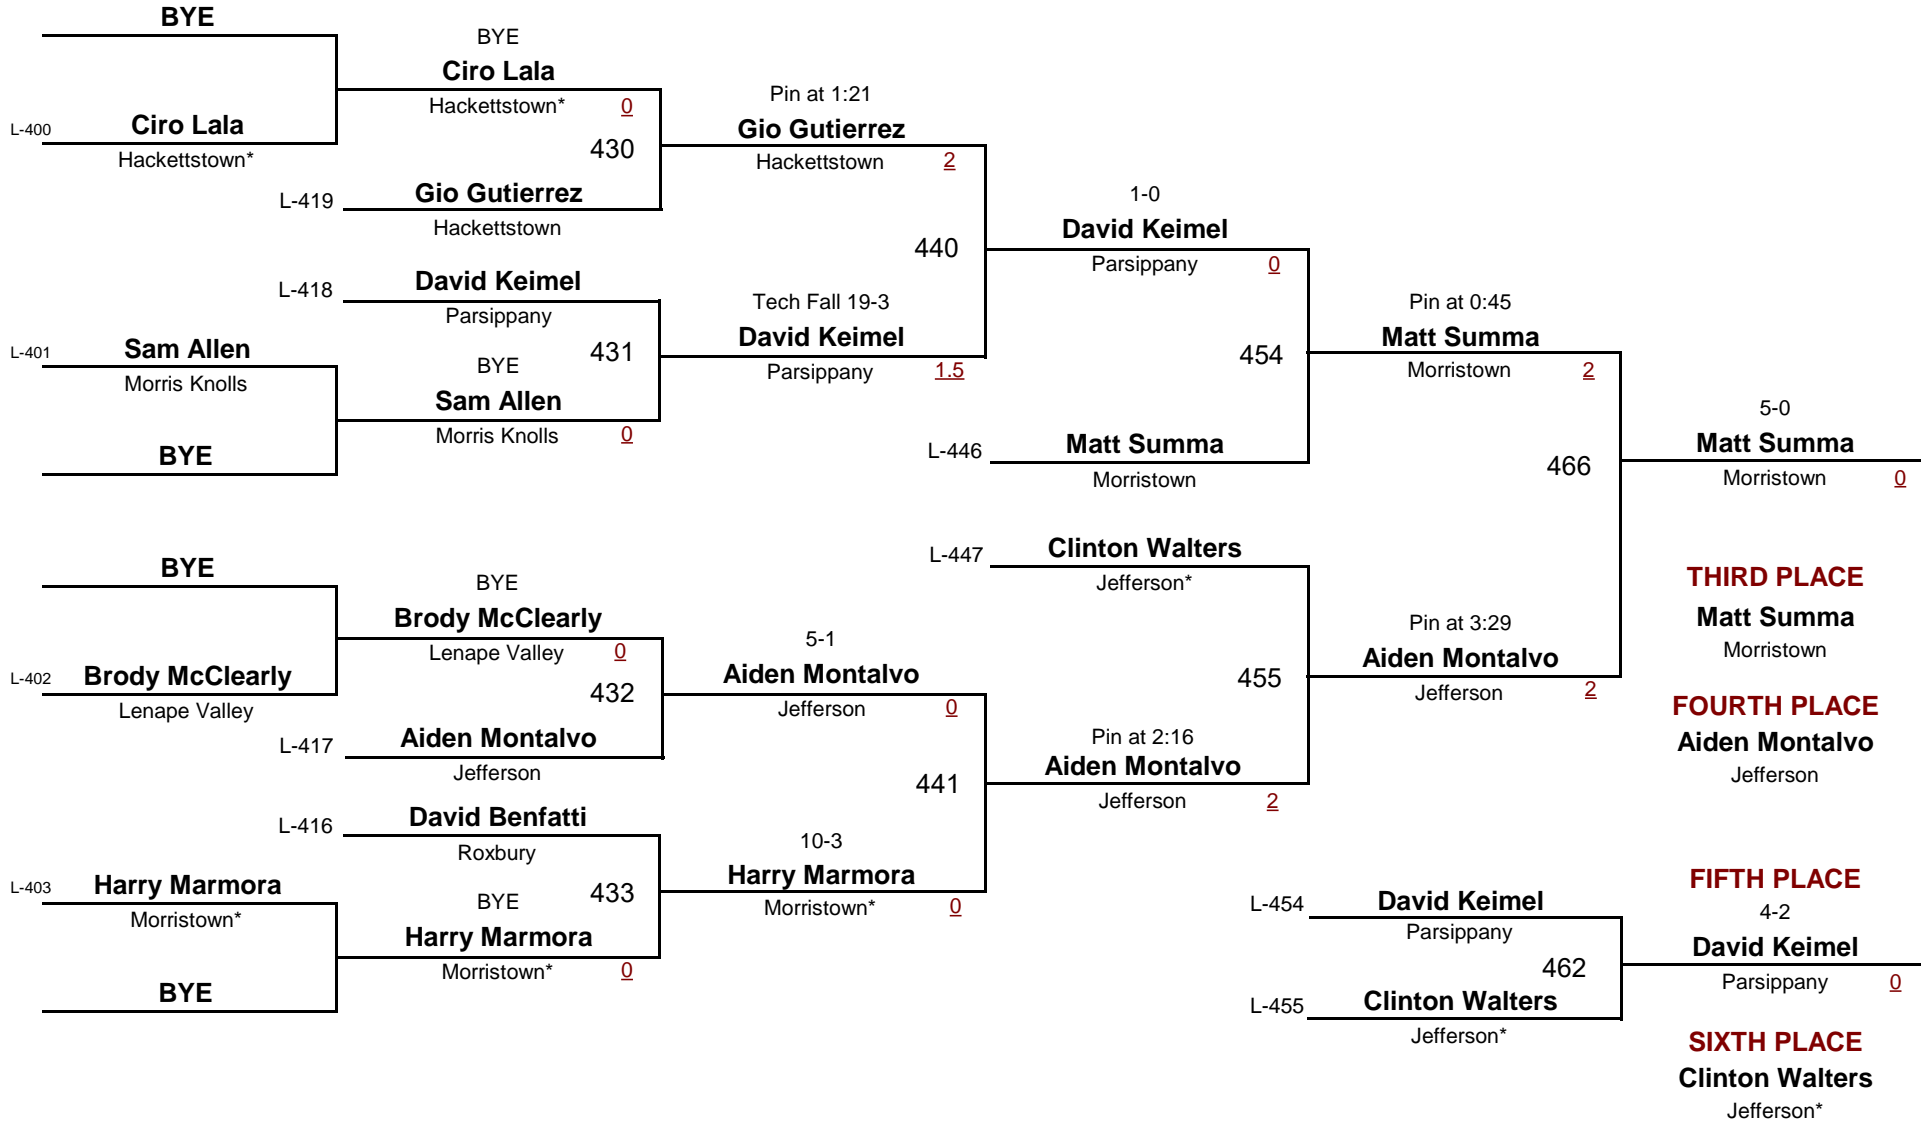 BYE
BYE
Ciro Lala
Hackettstown* 0
L-400 Ciro Lala
Hackettstown*
430
Pin at 1:21
Gio Gutierrez
Hackettstown 2
L-419 Gio Gutierrez
Hackettstown
440
1-0
David Keimel
Parsippany 0
L-418 David Keimel
Parsippany
431
Tech Fall 19-3
David Keimel
Parsippany 1.5
L-401 Sam Allen
Morris Knolls
BYE
Sam Allen
Morris Knolls 0
BYE
454
Pin at 0:45
Matt Summa
Morristown 2
L-446 Matt Summa
Morristown
466
5-0
Matt Summa
Morristown 0
L-447 Clinton Walters
Jefferson*
BYE
BYE
Brody McClearly
Lenape Valley 0
L-402 Brody McClearly
Lenape Valley
432
5-1
Aiden Montalvo
Jefferson 0
L-417 Aiden Montalvo
Jefferson
441
Pin at 2:16
Aiden Montalvo
Jefferson 2
455
Pin at 3:29
Aiden Montalvo
Jefferson 2
THIRD PLACE
Matt Summa
Morristown
FOURTH PLACE
Aiden Montalvo
Jefferson
L-416 David Benfatti
Roxbury
433
10-3
Harry Marmora
Morristown* 0
L-403 Harry Marmora
Morristown*
BYE
Harry Marmora
Morristown* 0
BYE
L-454 David Keimel
Parsippany
462
L-455 Clinton Walters
Jefferson*
FIFTH PLACE
4-2
David Keimel
Parsippany 0
SIXTH PLACE
Clinton Walters
Jefferson*